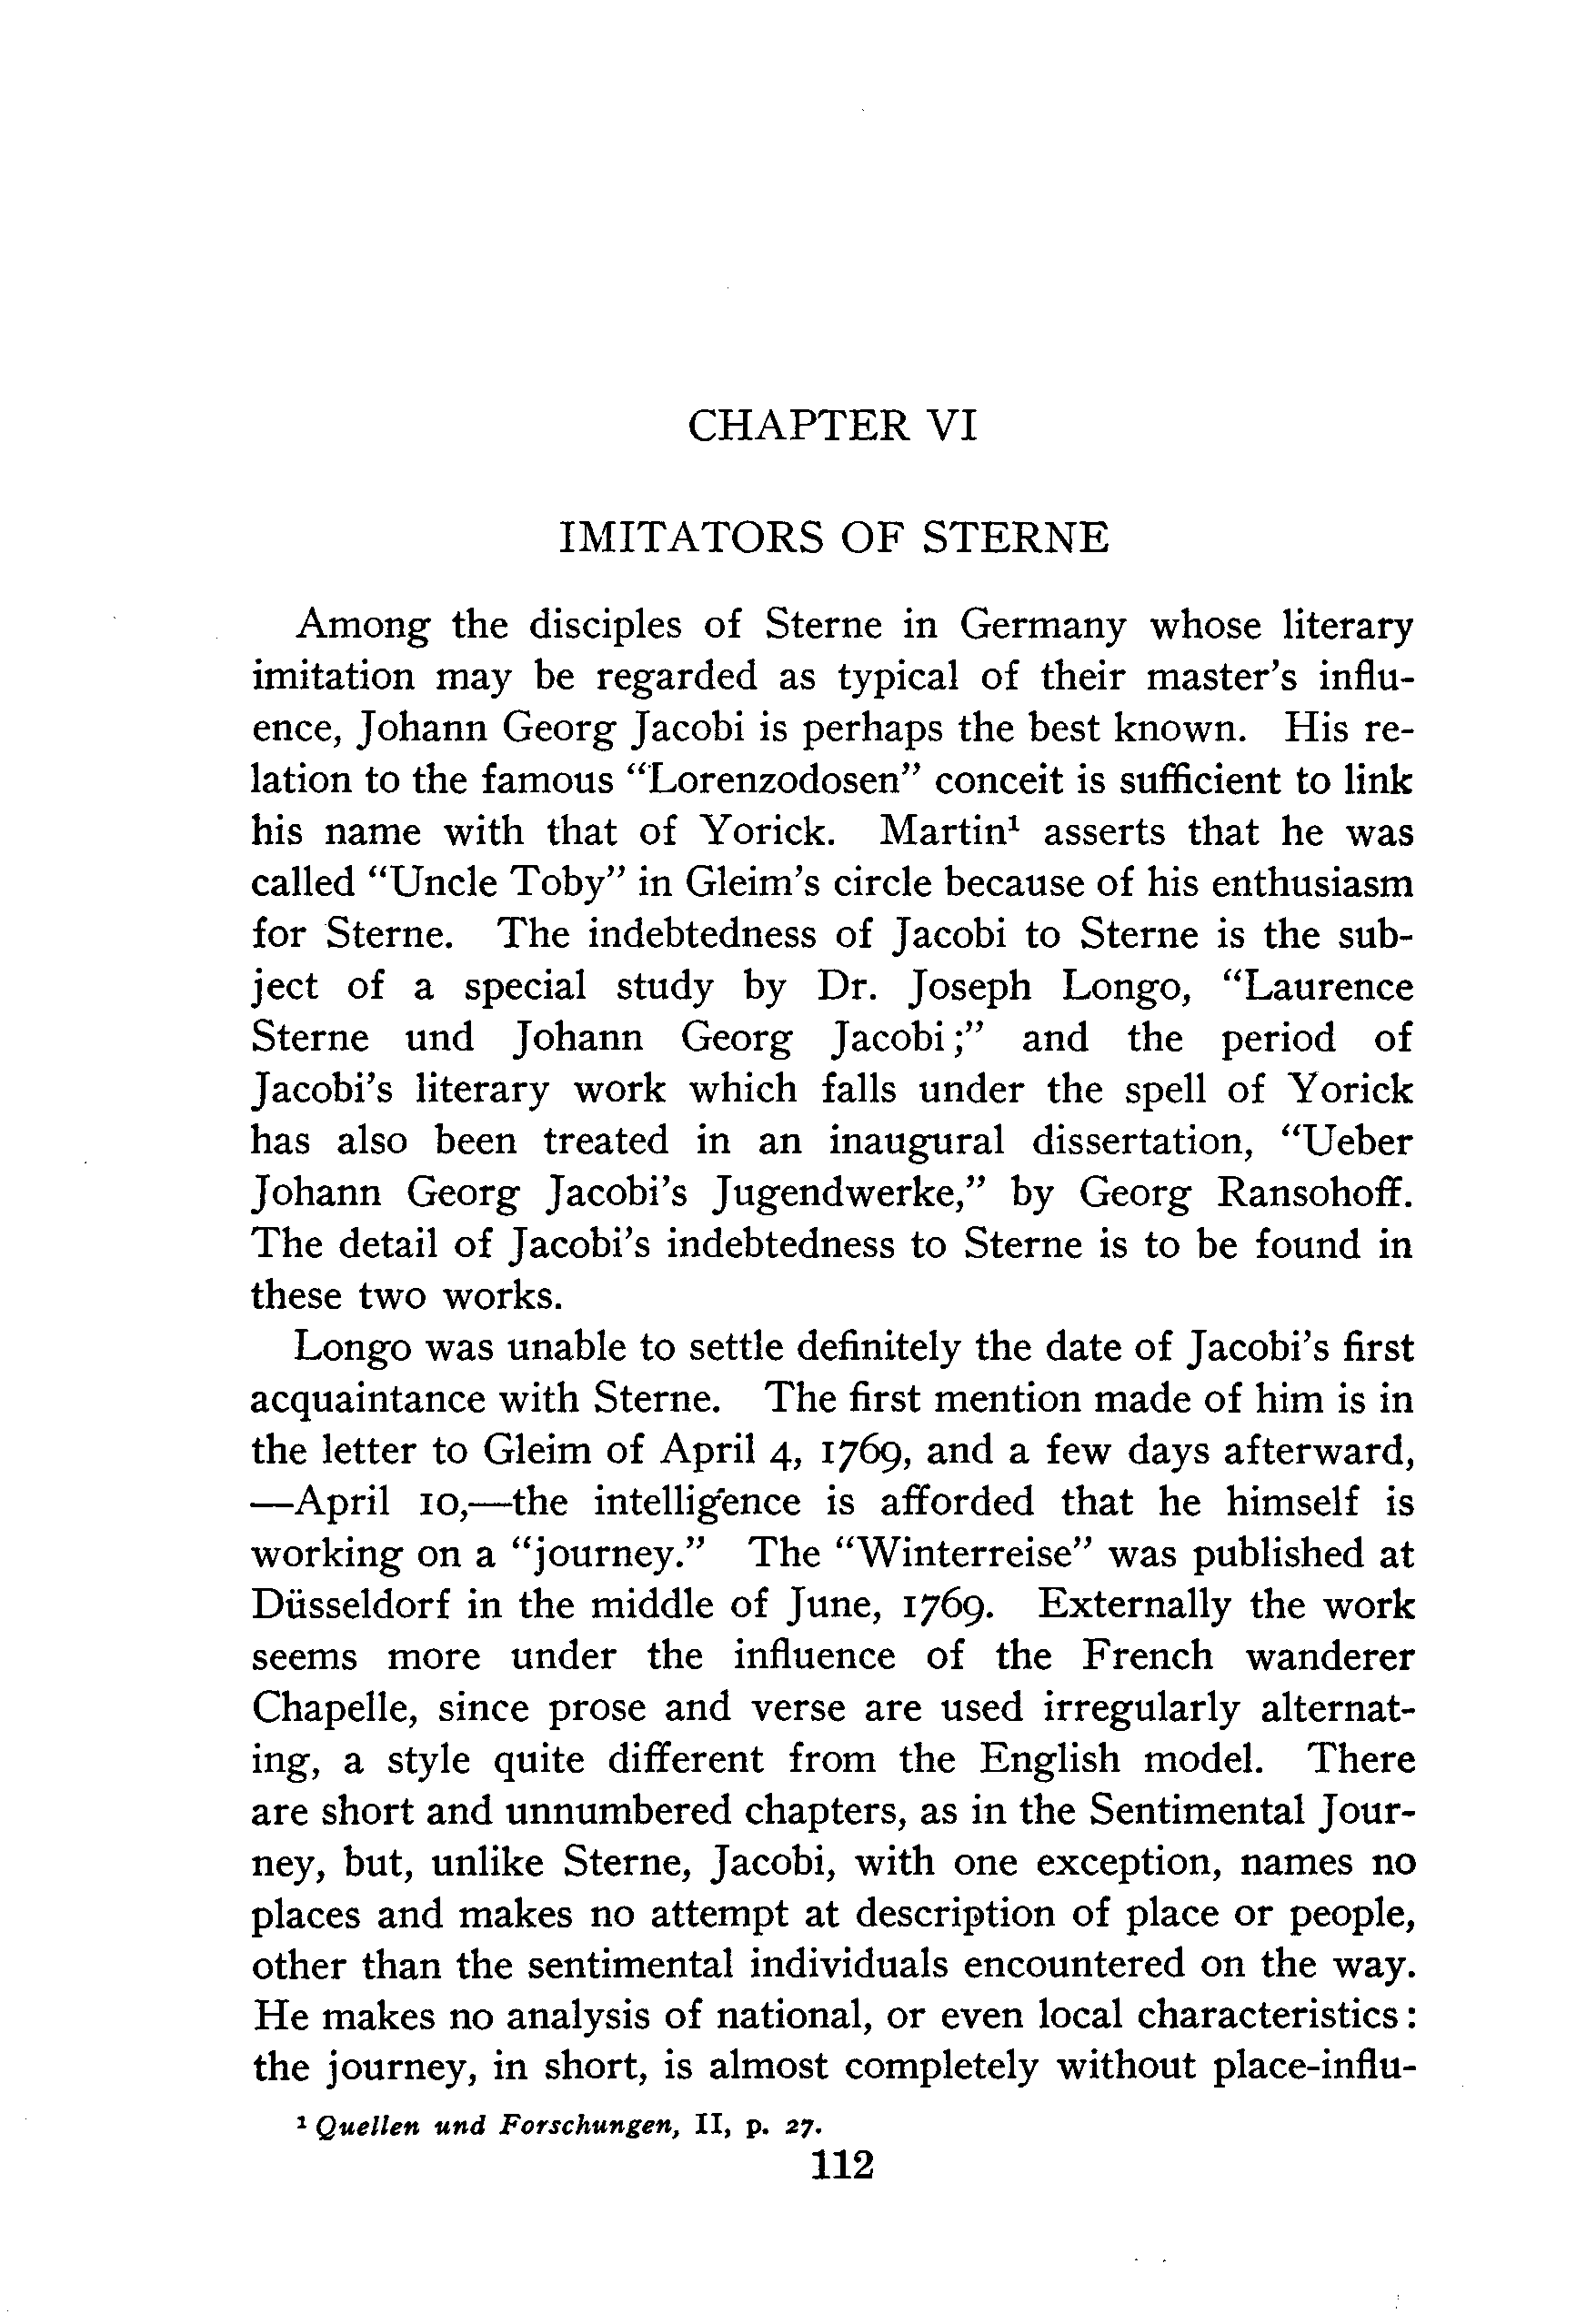 CHAPTER VI
IMITATORS OF STERNE
Among the disciples of Sterne in Germany whose literary
imitation may be regarded as typical of their master's influ-
ence, Johann Georg Jacobi is perhaps the best known. His re-
lation to the famous “Lorenzodosen” conceit is sufficient to link
his name with that of Yorick. Martin¹ asserts that he was
called “Uncle Toby” in Gleim's circle because of his enthusiasm
for Sterne. The indebtedness of Jacobi to Sterne is the sub-
ject of a special study by Dr. Joseph Longo, “Laurence
Sterne und Johann Georg Jacobi;” and the period of
Jacobi's literary work which falls under the spell of Yorick
has also been treated in an inaugural dissertation, “Ueber
Johann Georg Jacobi's Jugendwerke,” by Georg Ransohoff.
The detail of Jacobi's indebtedness to Sterne is to be found in
these two works.
Longo was unable to settle definitely the date of Jacobi's first
acquaintance with Sterne. The first mention made of him is in
the letter to Gleim of April 4, 1769, and a few days afterward,
—April 10,—the intelligence is afforded that he himself is
working on a “journey.” The “Winterreise” was published at
Düsseldorf in the middle of June, 1769. Externally the work
seems more under the influence of the French wanderer
Chapelle, since prose and verse are used irregularly alternat-
ing, a style quite different from the English model. There
are short and unnumbered chapters, as in the Sentimental Jour-
ney, but, unlike Sterne, Jacobi, with one exception, names no
places and makes no attempt at description of place or people,
other than the sentimental individuals encountered on the way.
He makes no analysis of national, or even local characteristics:
the journey, in short, is almost completely without place-influ-
¹ Quellen und Forschungen, II, p. 27.
112